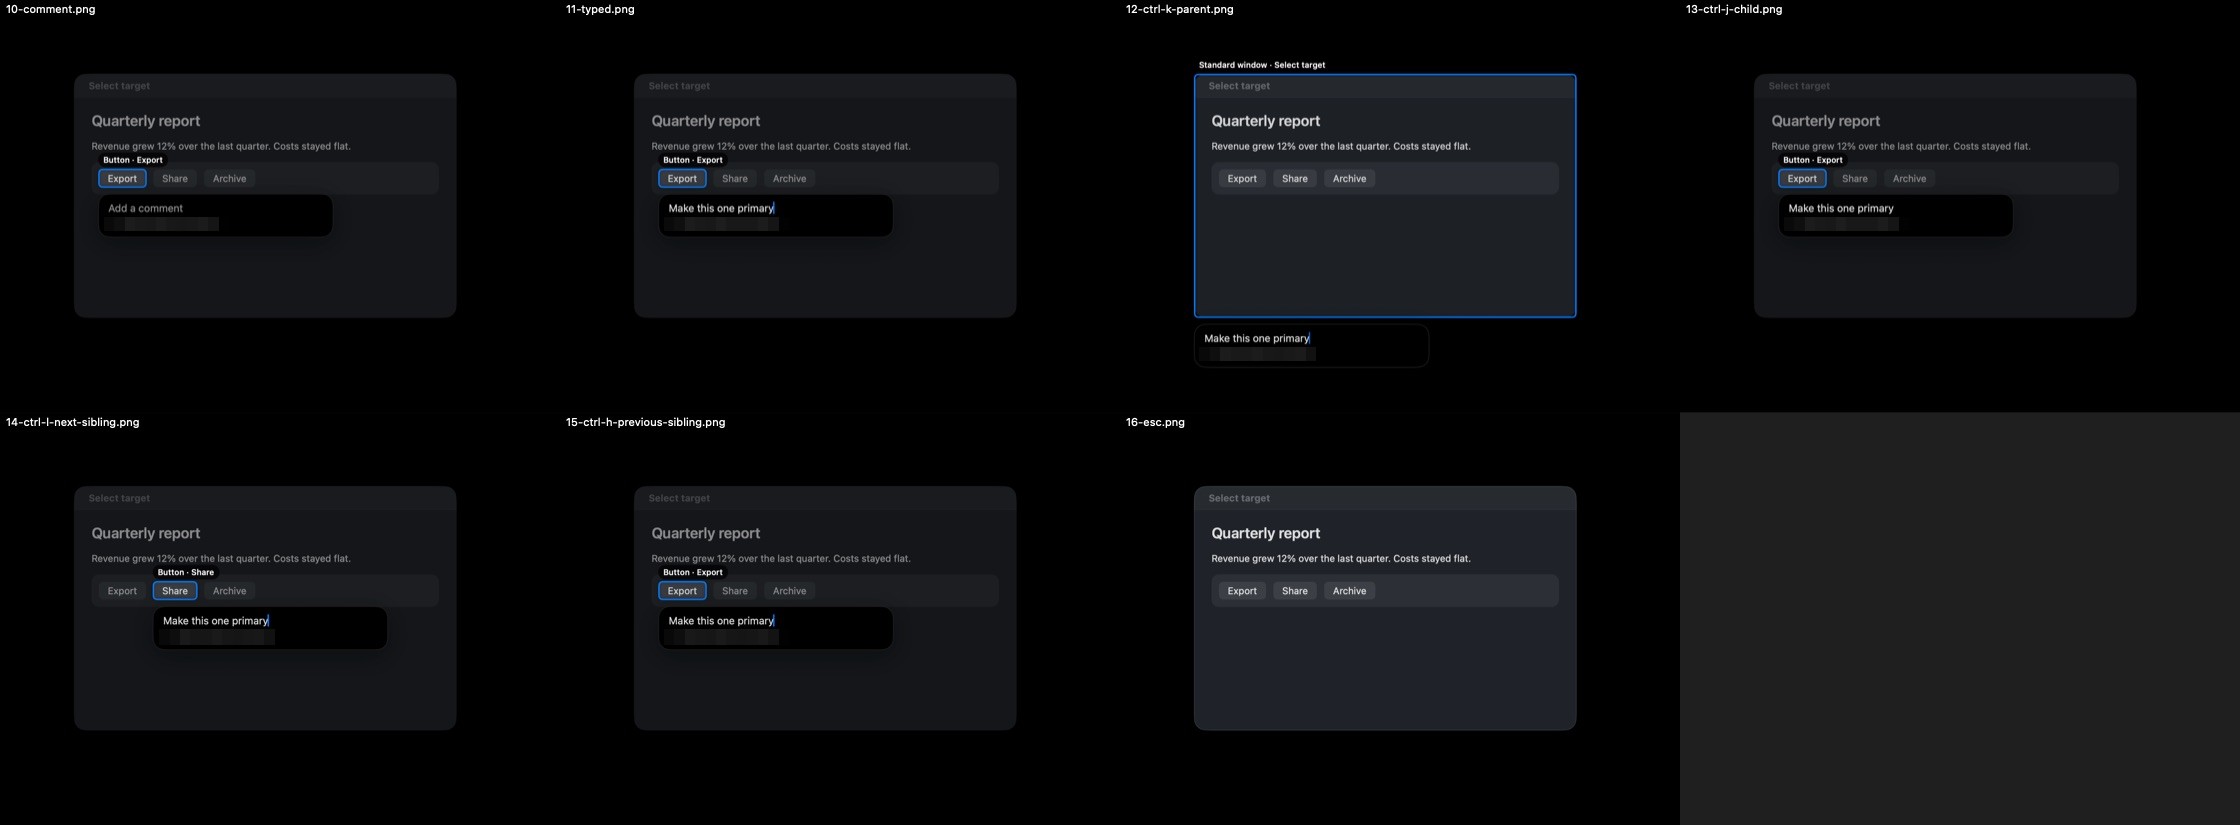 10-comment.png
Select target
Quarterly report
Revenue grew 12% over the last quarter. Costs stayed flat.
Button · Export
Export Share Archive
Add a comment
11-typed.png
Select target
Quarterly report
Revenue grew 12% over the last quarter. Costs stayed flat.
Button · Export
Export Share Archive
Make this one primary
12-ctrl-k-parent.png
Standard window · Select target
Select target
Quarterly report
Revenue grew 12% over the last quarter. Costs stayed flat.
Export Share Archive
Make this one primary
13-ctrl-j-child.png
Select target
Quarterly report
Revenue grew 12% over the last quarter. Costs stayed flat.
Button · Export
Export Share Archive
Make this one primary
14-ctrl-l-next-sibling.png
Select target
Quarterly report
Revenue grew 12% over the last quarter. Costs stayed flat.
Button · Share
Export Share Archive
Make this one primary
15-ctrl-h-previous-sibling.png
Select target
Quarterly report
Revenue grew 12% over the last quarter. Costs stayed flat.
Button · Export
Export Share Archive
Make this one primary
16-esc.png
Select target
Quarterly report
Revenue grew 12% over the last quarter. Costs stayed flat.
Export Share Archive